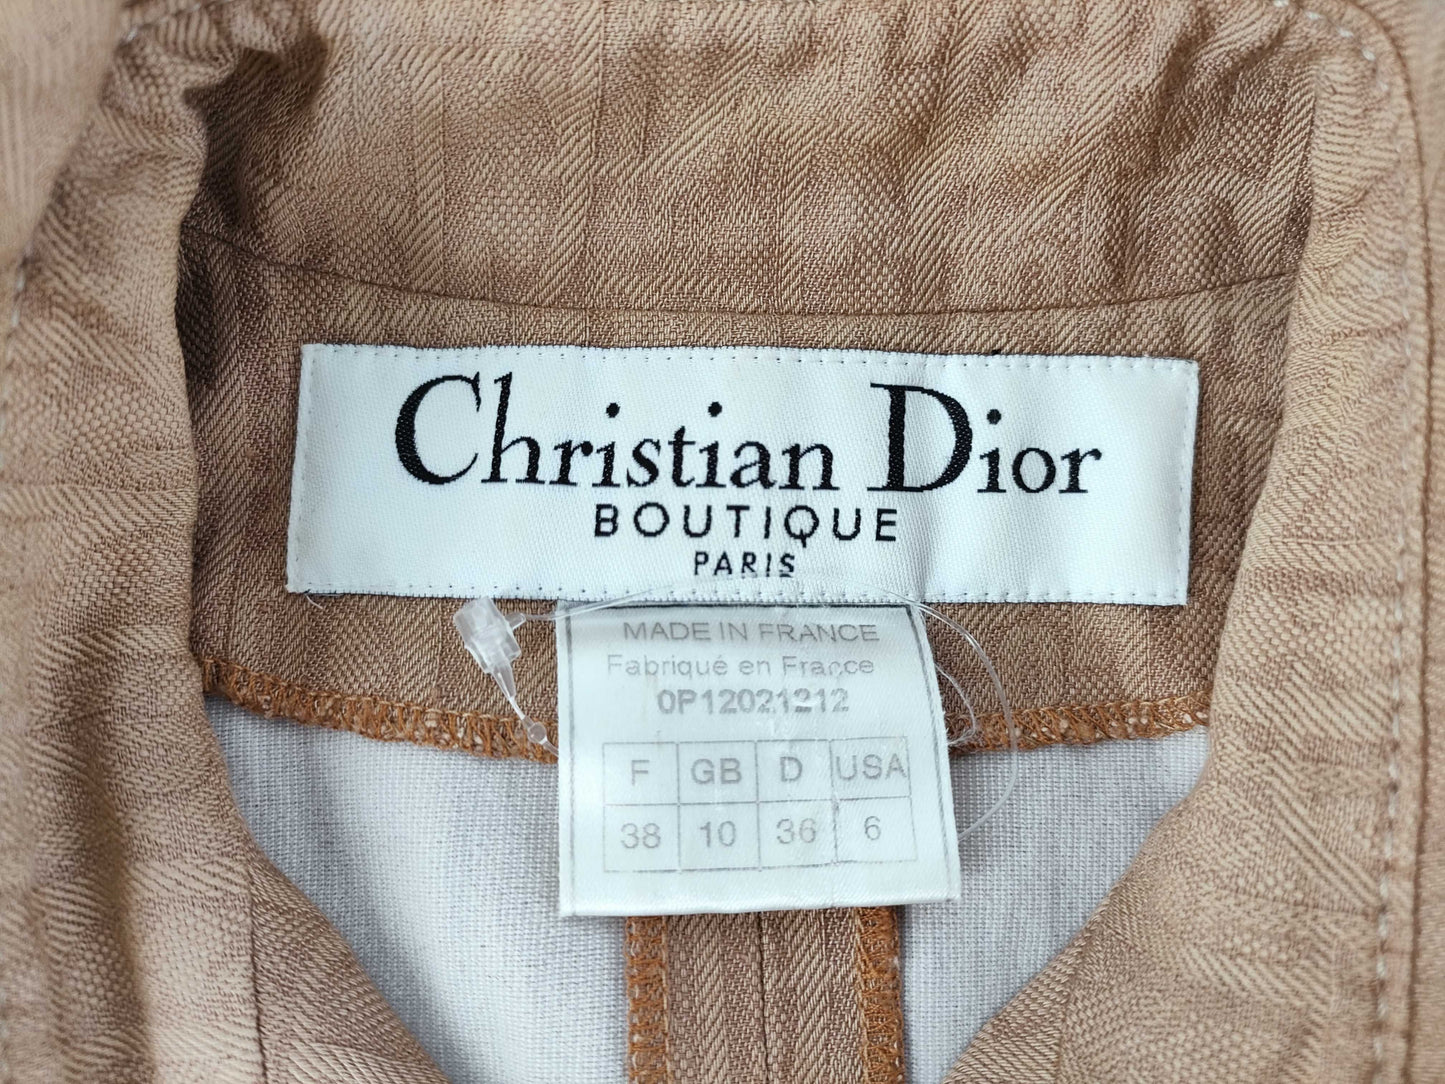 Christian Dior
BOUTIQUE
PARIS
MADE IN FRANCE
Fabriqué en France
0P12021212
F GB D USA
38 10 36 6